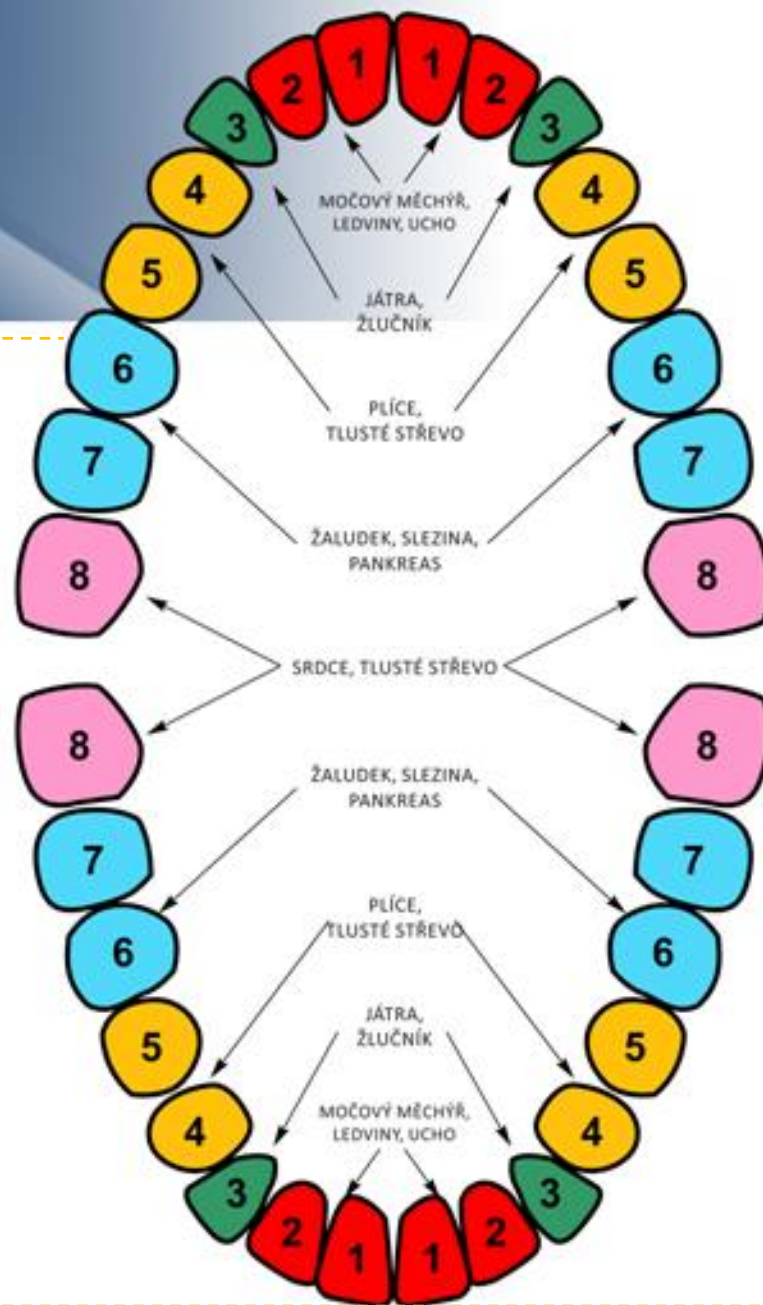 1 1
2 2
3 3
MOČOVÝ MĚCHÝŘ,
LEDVINY, UCHO
4 4
5 5
JÁTRA,
ŽLUČNÍK
6 6
PLÍCE,
TLUSTÉ STŘEVO
7 7
ŽALUDEK, SLEZINA,
PANKREAS
8 8
SRDCE, TLUSTÉ STŘEVO
8 8
ŽALUDEK, SLEZINA,
PANKREAS
7 7
PLÍCE,
TLUSTÉ STŘEVO
6 6
JÁTRA,
ŽLUČNÍK
5 5
MOČOVÝ MĚCHÝŘ,
LEDVINY, UCHO
4 4
3 3
2 2
1 1